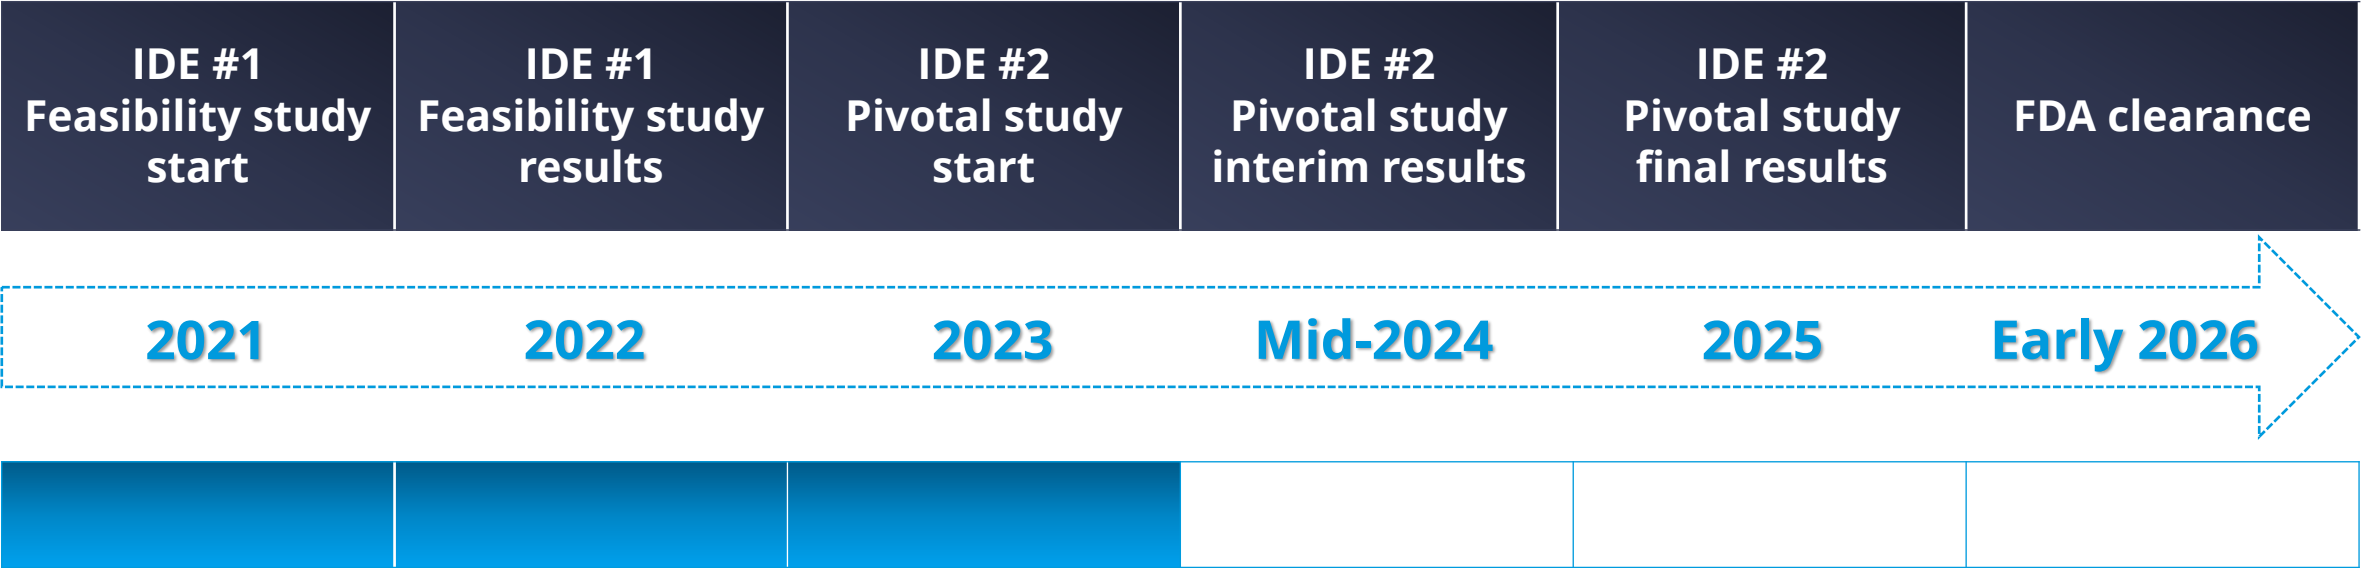 IDE #1
Feasibility study
start
IDE #1
Feasibility study
results
IDE #2
Pivotal study
start
IDE #2
Pivotal study
interim results
IDE #2
Pivotal study
final results
FDA clearance
2021
2022
2023
Mid-2024
2025
Early 2026